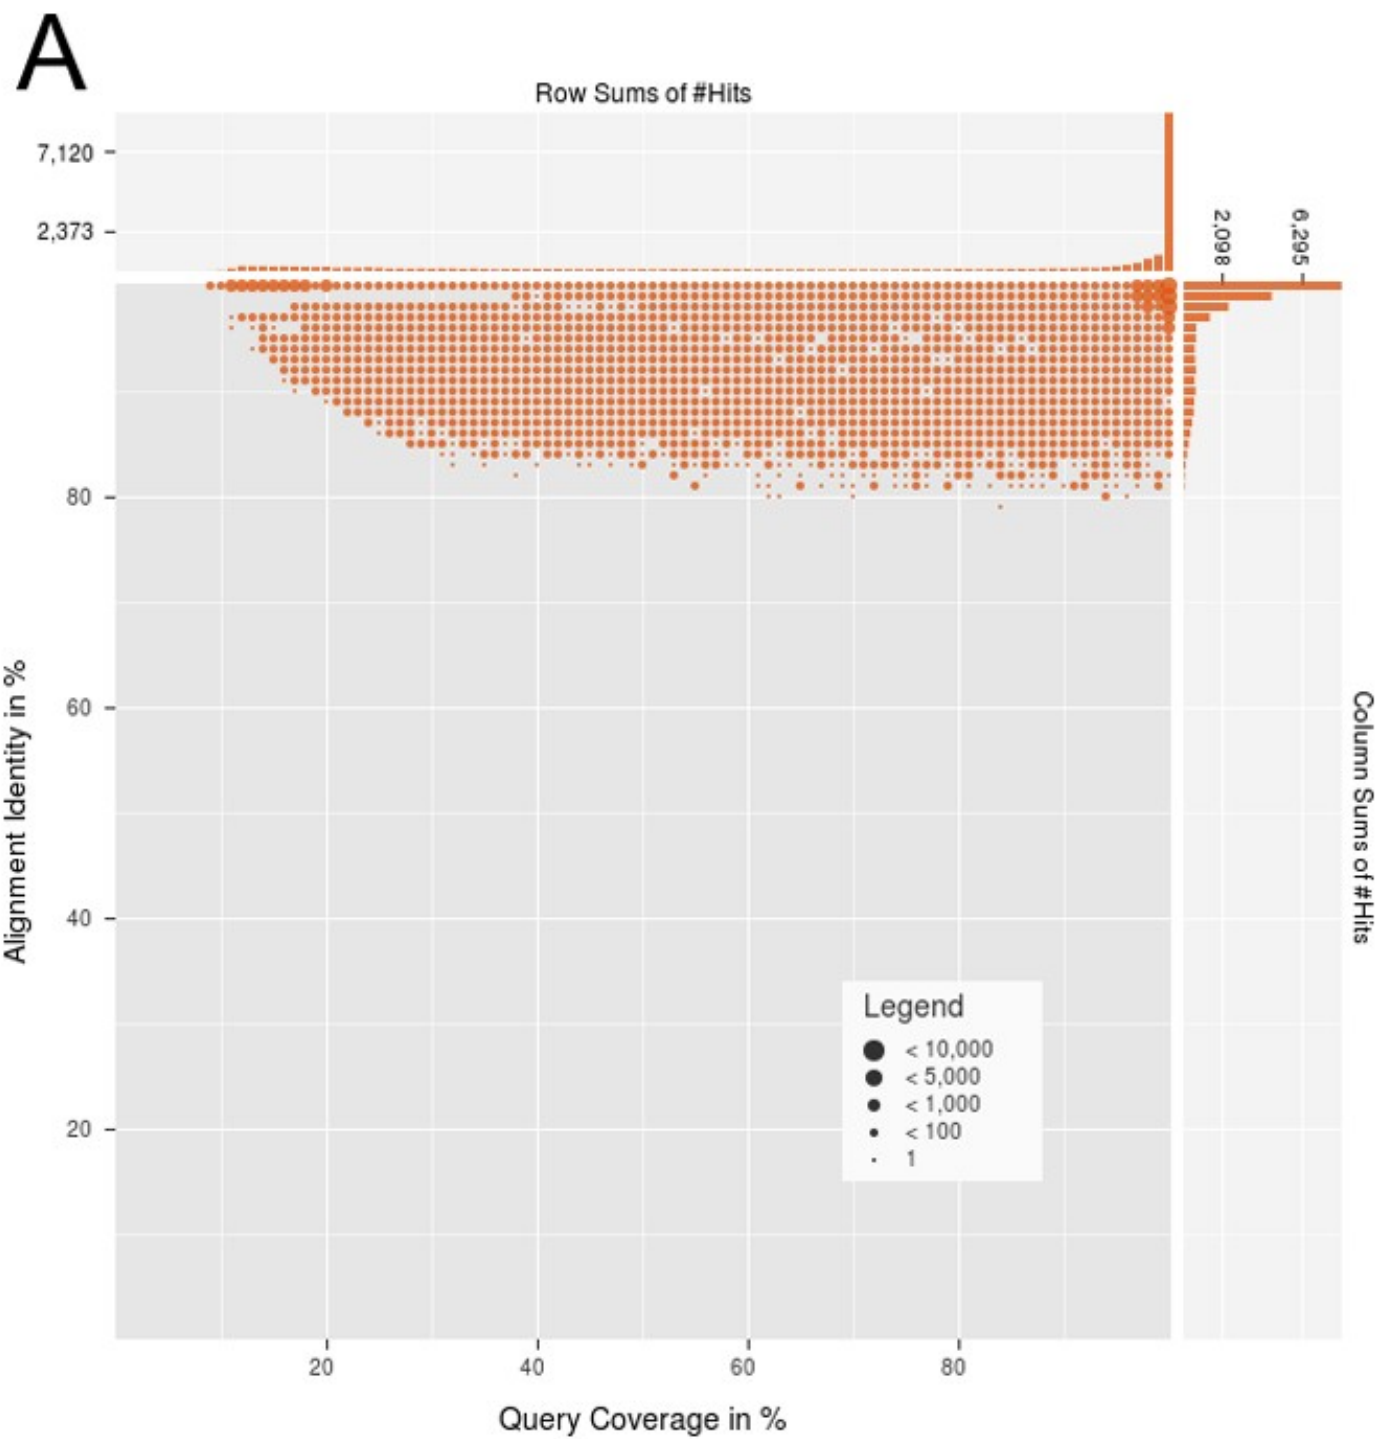 A
Row Sums of #Hits
7,120
2,373
2,098
6,295
80
60
40
20
Alignment Identity in %
Column Sums of #Hits
Legend
< 10,000
< 5,000
< 1,000
< 100
1
20
40
60
80
Query Coverage in %